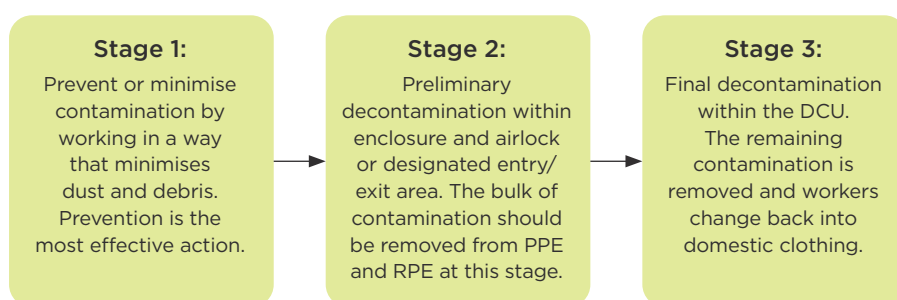 Stage 1:
Prevent or minimise
contamination by
working in a way
that minimises
dust and debris.
Prevention is the
most effective action.
Stage 2:
Preliminary
decontamination within
enclosure and airlock
or designated entry/
exit area. The bulk of
contamination should
be removed from PPE
and RPE at this stage.
Stage 3:
Final decontamination
within the DCU.
The remaining
contamination is
removed and workers
change back into
domestic clothing.